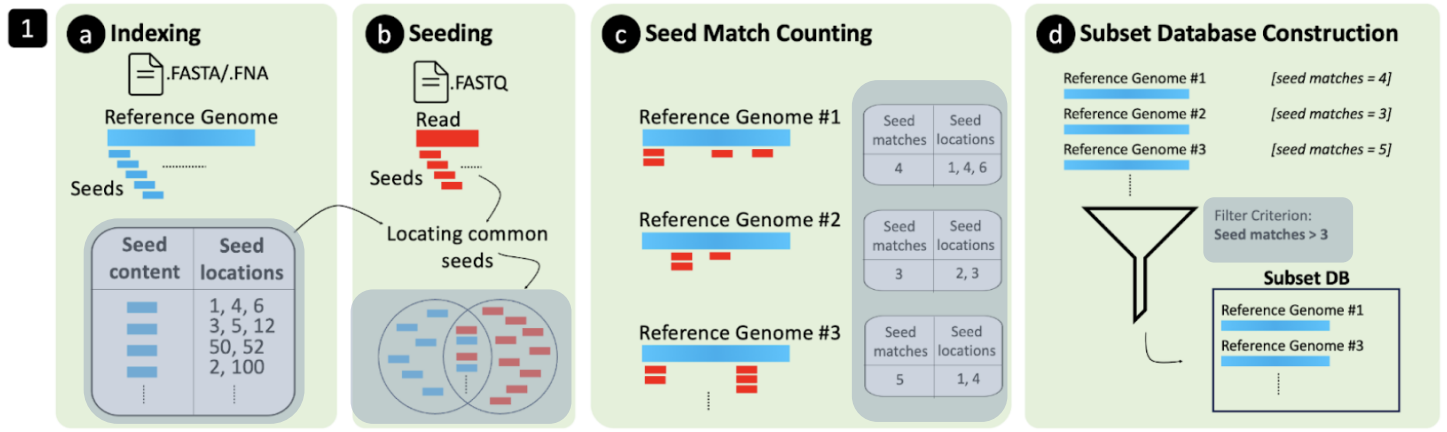 1
a Indexing
.FASTA/.FNA
Reference Genome
Seeds
Seed content
Seed locations
1, 4, 6
3, 5, 12
50, 52
2, 100
b Seeding
.FASTQ
Read
Seeds
Locating common
seeds
c Seed Match Counting
Reference Genome #1
Seed matches
Seed locations
4
1, 4, 6
Reference Genome #2
Seed matches
Seed locations
3
2, 3
Reference Genome #3
Seed matches
Seed locations
5
1, 4
d Subset Database Construction
Reference Genome #1 [seed matches = 4]
Reference Genome #2 [seed matches = 3]
Reference Genome #3 [seed matches = 5]
Filter Criterion:
Seed matches > 3
Subset DB
Reference Genome #1
Reference Genome #3